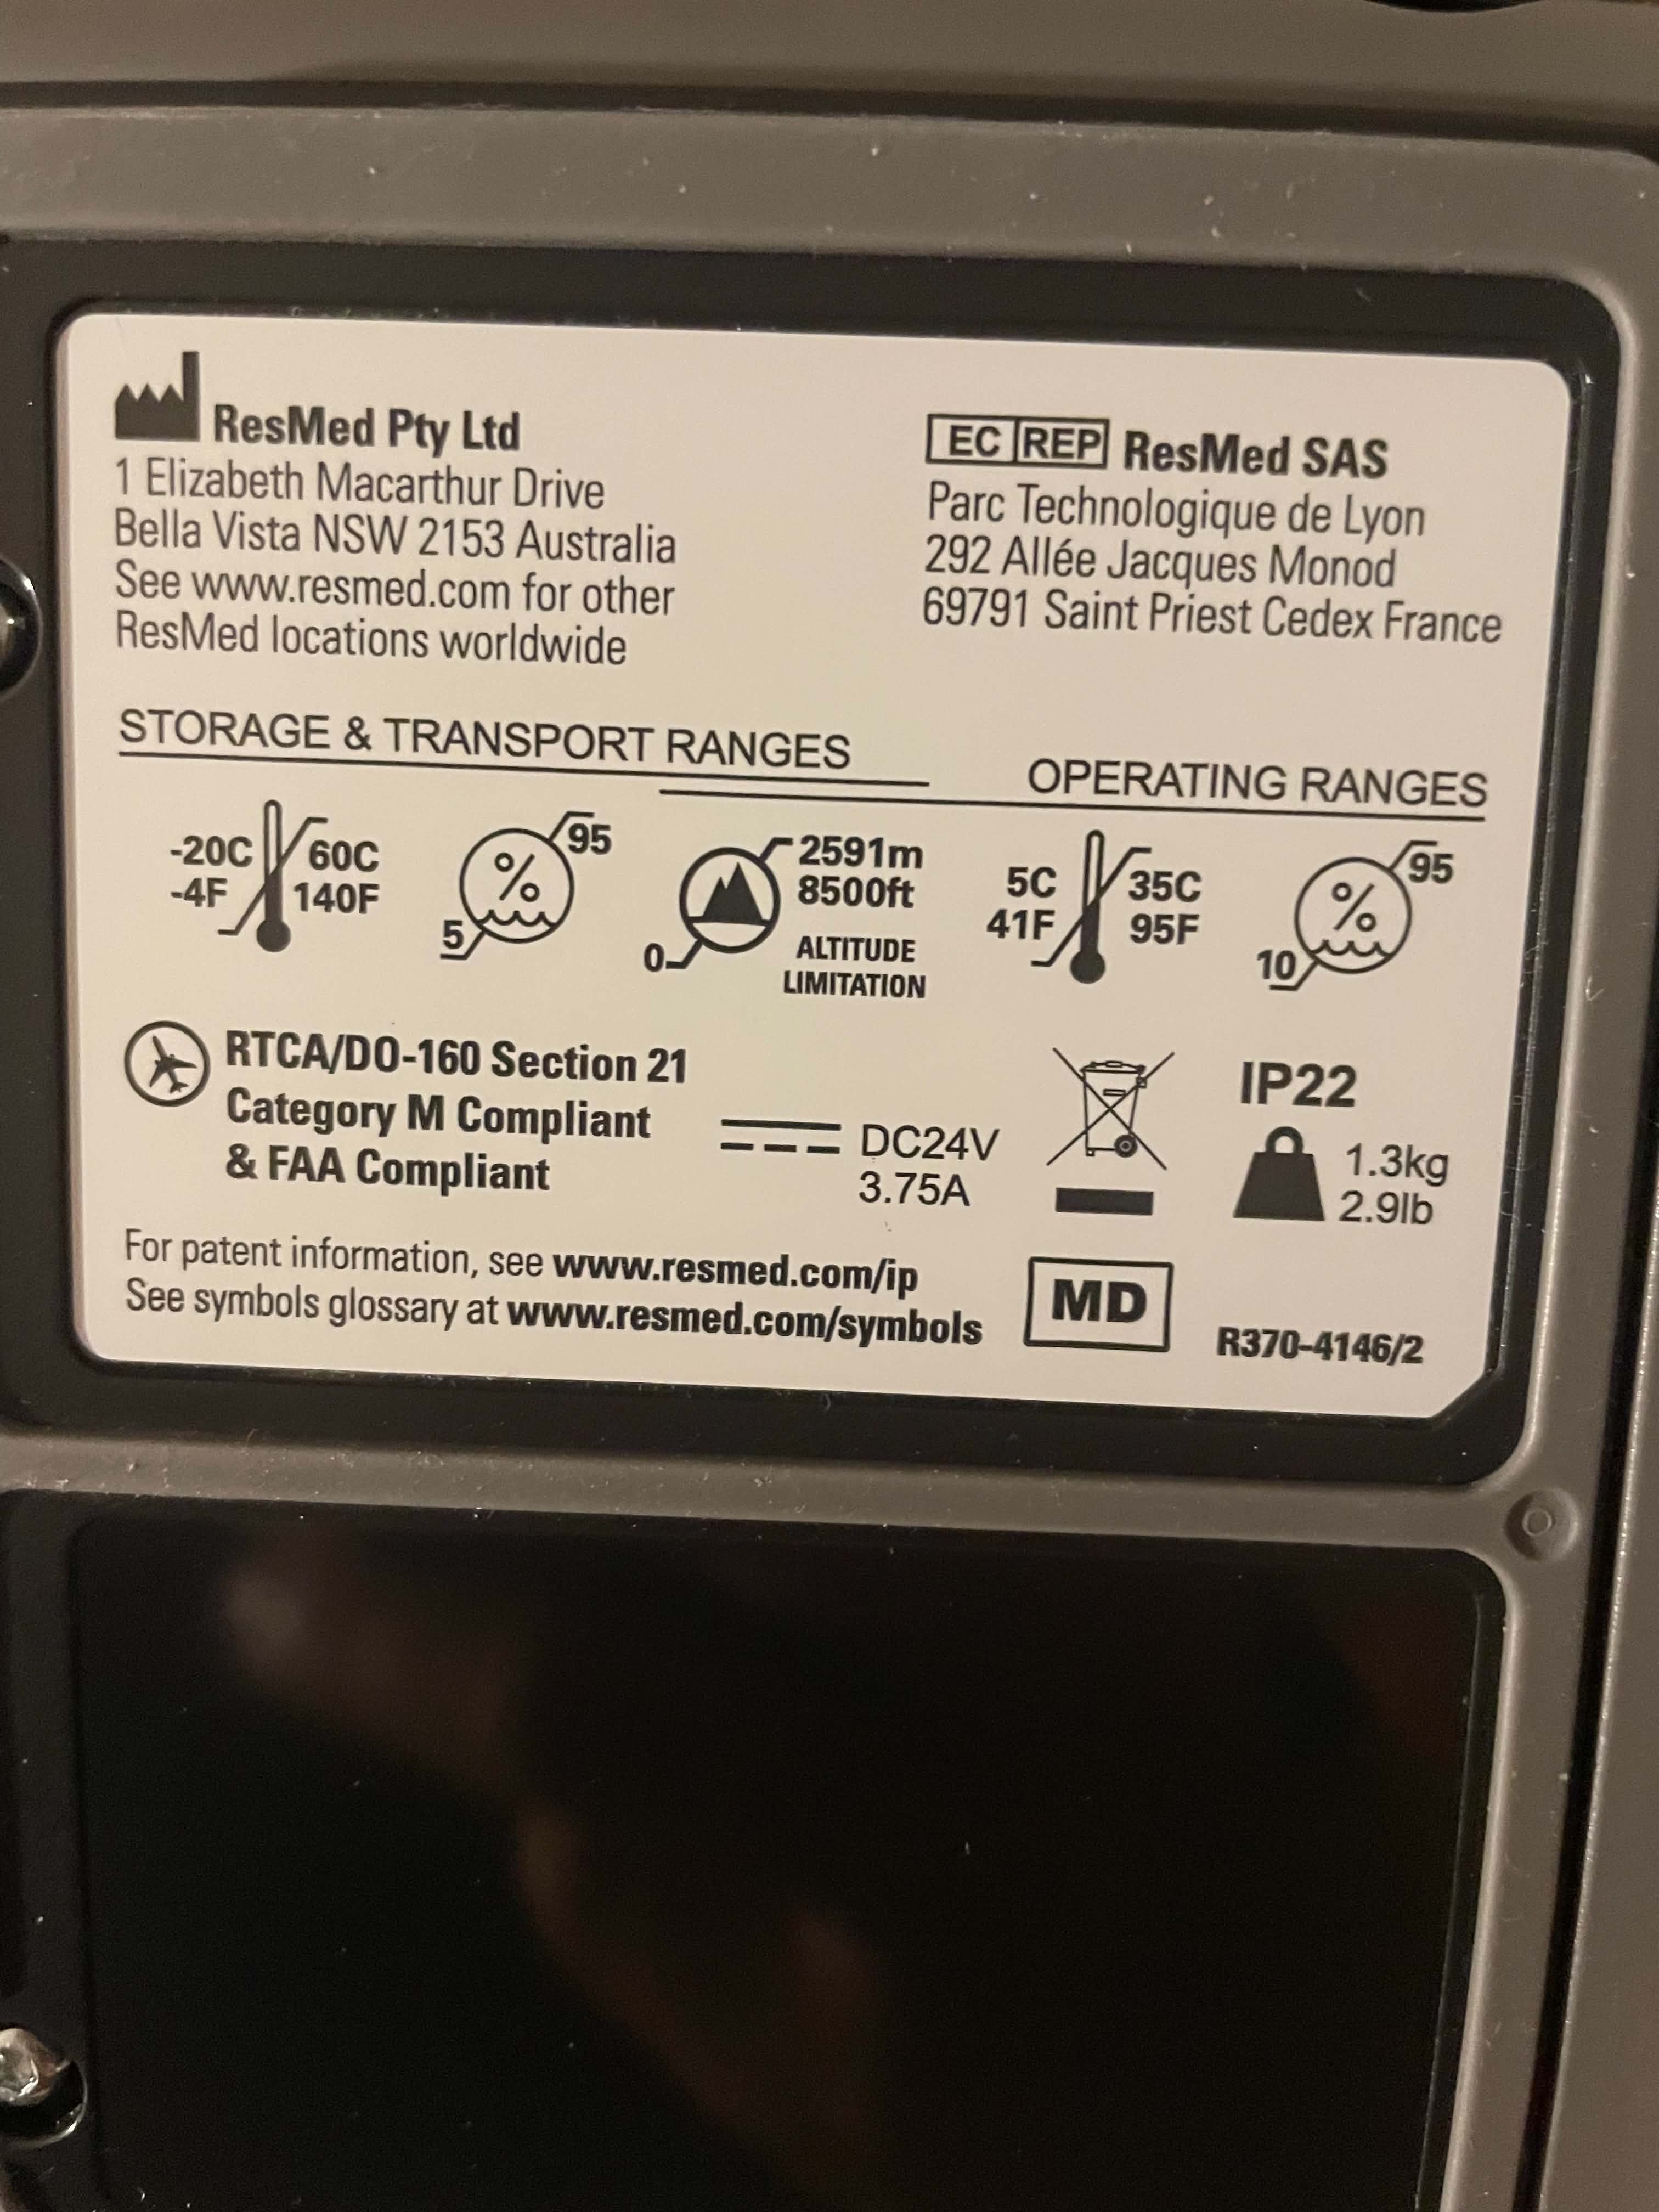 ResMed Pty Ltd
1 Elizabeth Macarthur Drive
Bella Vista NSW 2153 Australia
See www.resmed.com for other
ResMed locations worldwide
EC REP ResMed SAS
Parc Technologique de Lyon
292 Allée Jacques Monod
69791 Saint Priest Cedex France
STORAGE & TRANSPORT RANGES
-20C 60C
-4F 140F
% 95
5
2591m
8500ft
0
ALTITUDE
LIMITATION
OPERATING RANGES
5C 35C
41F 95F
% 95
10
RTCA/DO-160 Section 21
Category M Compliant
& FAA Compliant
DC24V
3.75A
IP22
1.3kg
2.9lb
For patent information, see www.resmed.com/ip
See symbols glossary at www.resmed.com/symbols
MD
R370-4146/2